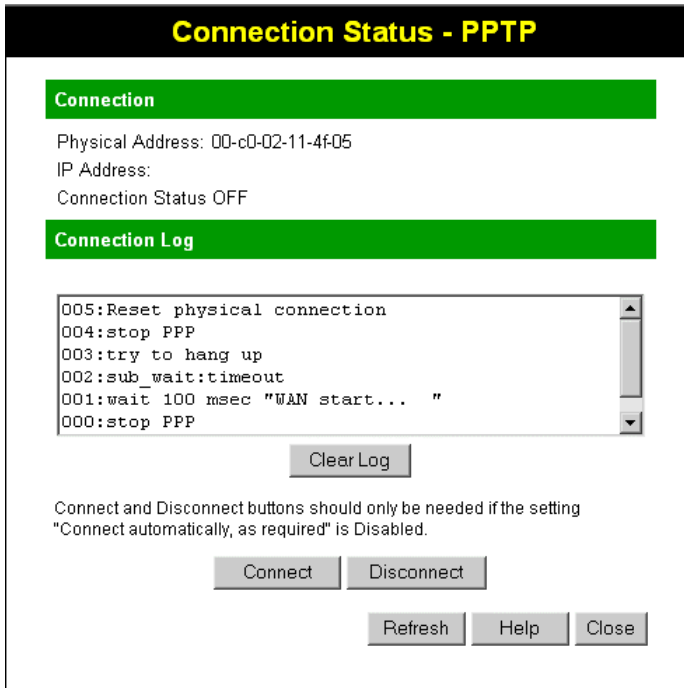 Connection Status - PPTP
Connection
Physical Address: 00-c0-02-11-4f-05
IP Address:
Connection Status OFF
Connection Log
005:Reset physical connection
004:stop PPP
003:try to hang up
002:sub_wait:timeout
001:wait 100 msec "WAN start...  "
000:stop PPP
Clear Log
Connect and Disconnect buttons should only be needed if the setting
"Connect automatically, as required" is Disabled.
Connect Disconnect
Refresh Help Close